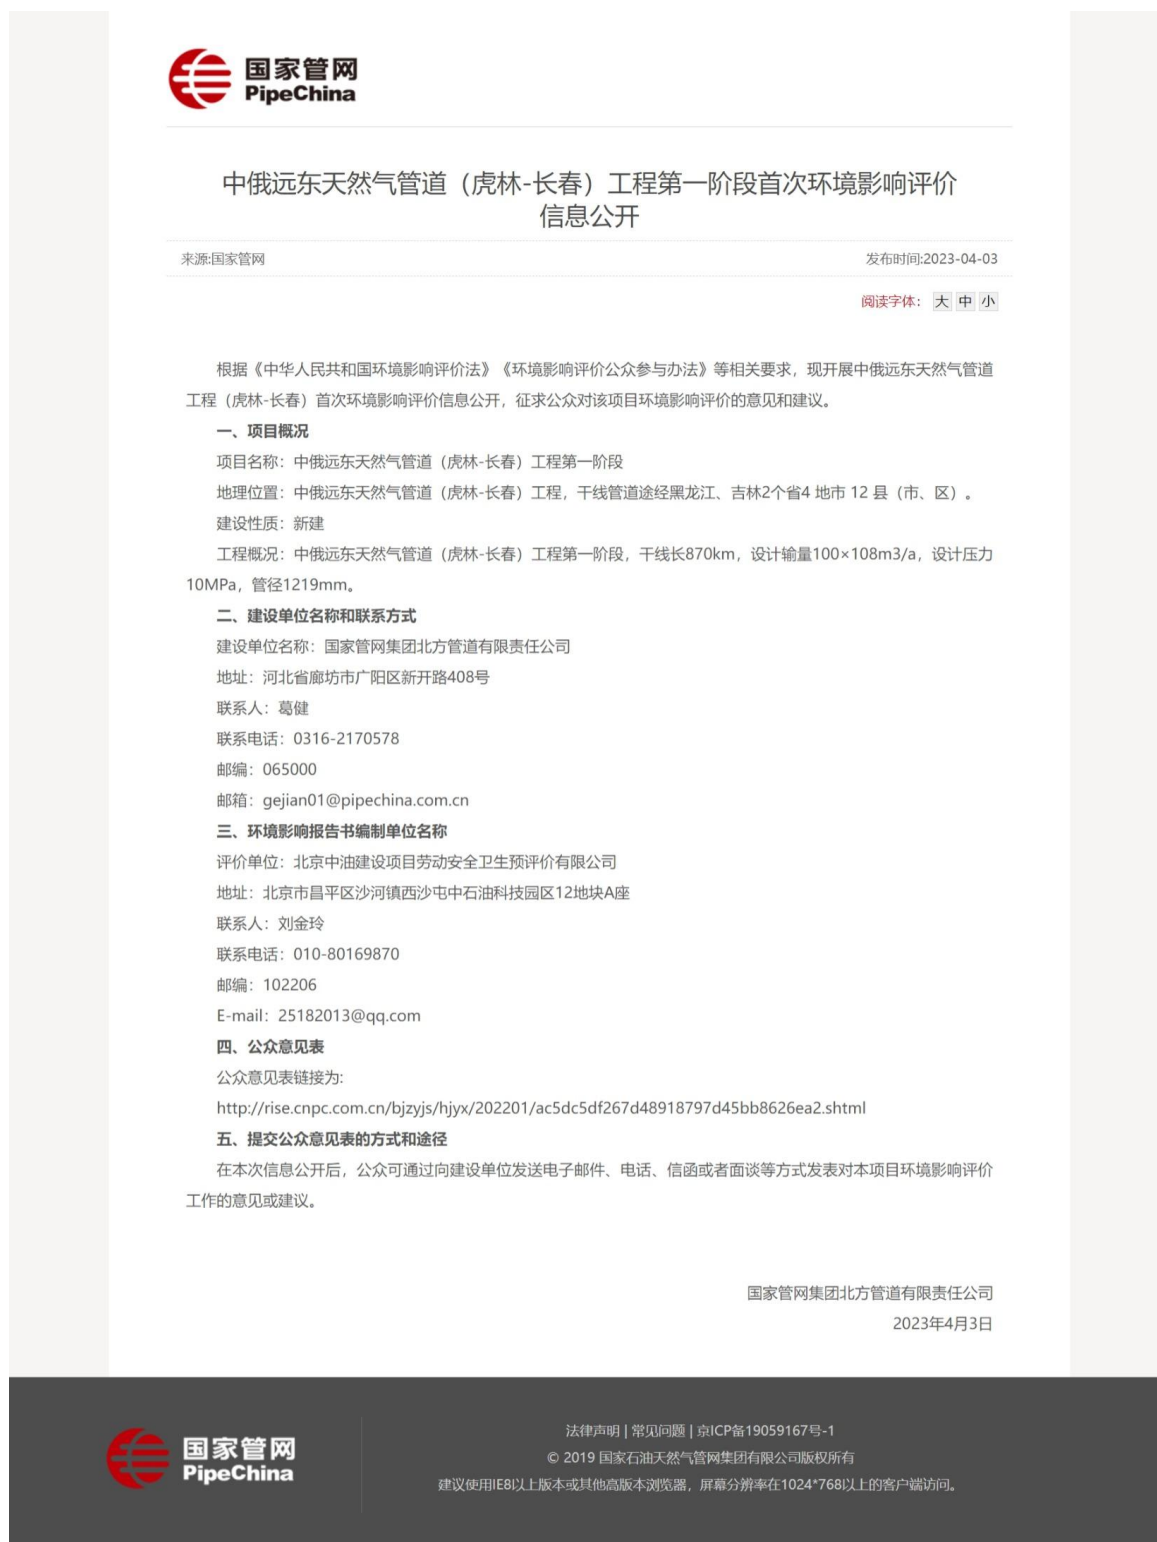 国家管网
PipeChina
中俄远东天然气管道（虎林-长春）工程第一阶段首次环境影响评价
信息公开
来源:国家管网
发布时间:2023-04-03
阅读字体： 大 中 小
根据《中华人民共和国环境影响评价法》《环境影响评价公众参与办法》等相关要求，现开展中俄远东天然气管道
工程（虎林-长春）首次环境影响评价信息公开，征求公众对该项目环境影响评价的意见和建议。
一、项目概况
项目名称：中俄远东天然气管道（虎林-长春）工程第一阶段
地理位置：中俄远东天然气管道（虎林-长春）工程，干线管道途经黑龙江、吉林2个省4 地市 12 县（市、区）。
建设性质：新建
工程概况：中俄远东天然气管道（虎林-长春）工程第一阶段，干线长870km，设计输量100×108m3/a，设计压力
10MPa，管径1219mm。
二、建设单位名称和联系方式
建设单位名称：国家管网集团北方管道有限责任公司
地址：河北省廊坊市广阳区新开路408号
联系人：葛健
联系电话：0316-2170578
邮编：065000
邮箱：gejian01@pipechina.com.cn
三、环境影响报告书编制单位名称
评价单位：北京中油建设项目劳动安全卫生预评价有限公司
地址：北京市昌平区沙河镇西沙屯中石油科技园区12地块A座
联系人：刘金玲
联系电话：010-80169870
邮编：102206
E-mail：25182013@qq.com
四、公众意见表
公众意见表链接为:
http://rise.cnpc.com.cn/bjzyjs/hjyx/202201/ac5dc5df267d48918797d45bb8626ea2.shtml
五、提交公众意见表的方式和途径
在本次信息公开后，公众可通过向建设单位发送电子邮件、电话、信函或者面谈等方式发表对本项目环境影响评价
工作的意见或建议。
国家管网集团北方管道有限责任公司
2023年4月3日
国家管网
PipeChina
法律声明 | 常见问题 | 京ICP备19059167号-1
© 2019 国家石油天然气管网集团有限公司版权所有
建议使用IE8以上版本或其他高版本浏览器，屏幕分辨率在1024*768以上的客户端访问。